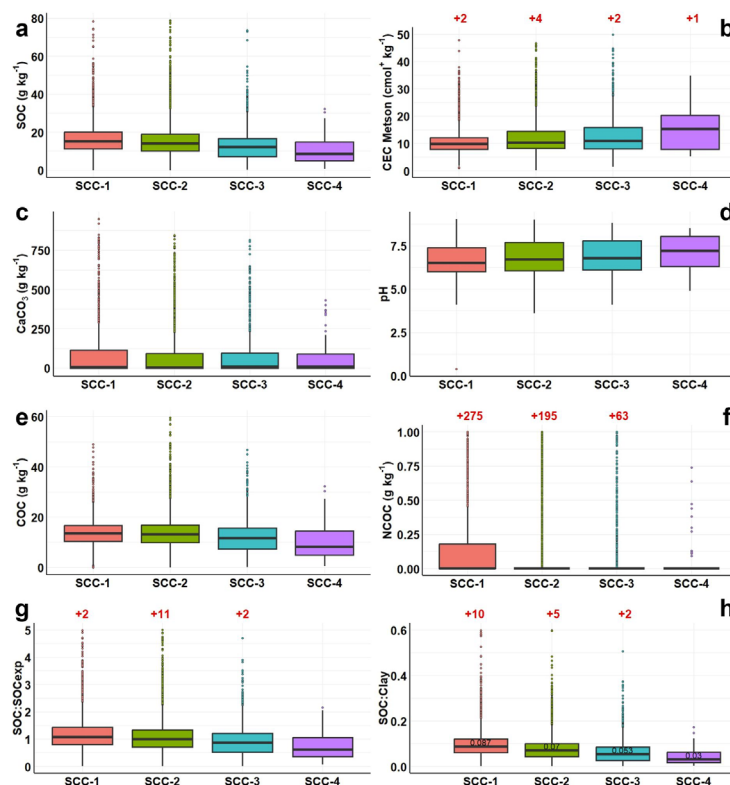 a
SOC (g kg⁻¹)
80
60
40
20
0
SCC-1 SCC-2 SCC-3 SCC-4
+2 +4 +2 +1
b
CEC Metson (cmol⁺ kg⁻¹)
50
40
30
20
10
0
SCC-1 SCC-2 SCC-3 SCC-4
c
CaCO₃ (g kg⁻¹)
750
500
250
0
SCC-1 SCC-2 SCC-3 SCC-4
d
pH
7.5
5.0
2.5
0.0
SCC-1 SCC-2 SCC-3 SCC-4
e
COC (g kg⁻¹)
60
40
20
0
SCC-1 SCC-2 SCC-3 SCC-4
+275 +195 +63
f
NCOC (g kg⁻¹)
1.00
0.75
0.50
0.25
0.00
SCC-1 SCC-2 SCC-3 SCC-4
g
+2 +11 +2
SOC:SOCexp
5
4
3
2
1
0
SCC-1 SCC-2 SCC-3 SCC-4
+10 +5 +2
h
SOC:Clay
0.6
0.4
0.2
0.0
0.087 0.07 0.053 0.03
SCC-1 SCC-2 SCC-3 SCC-4